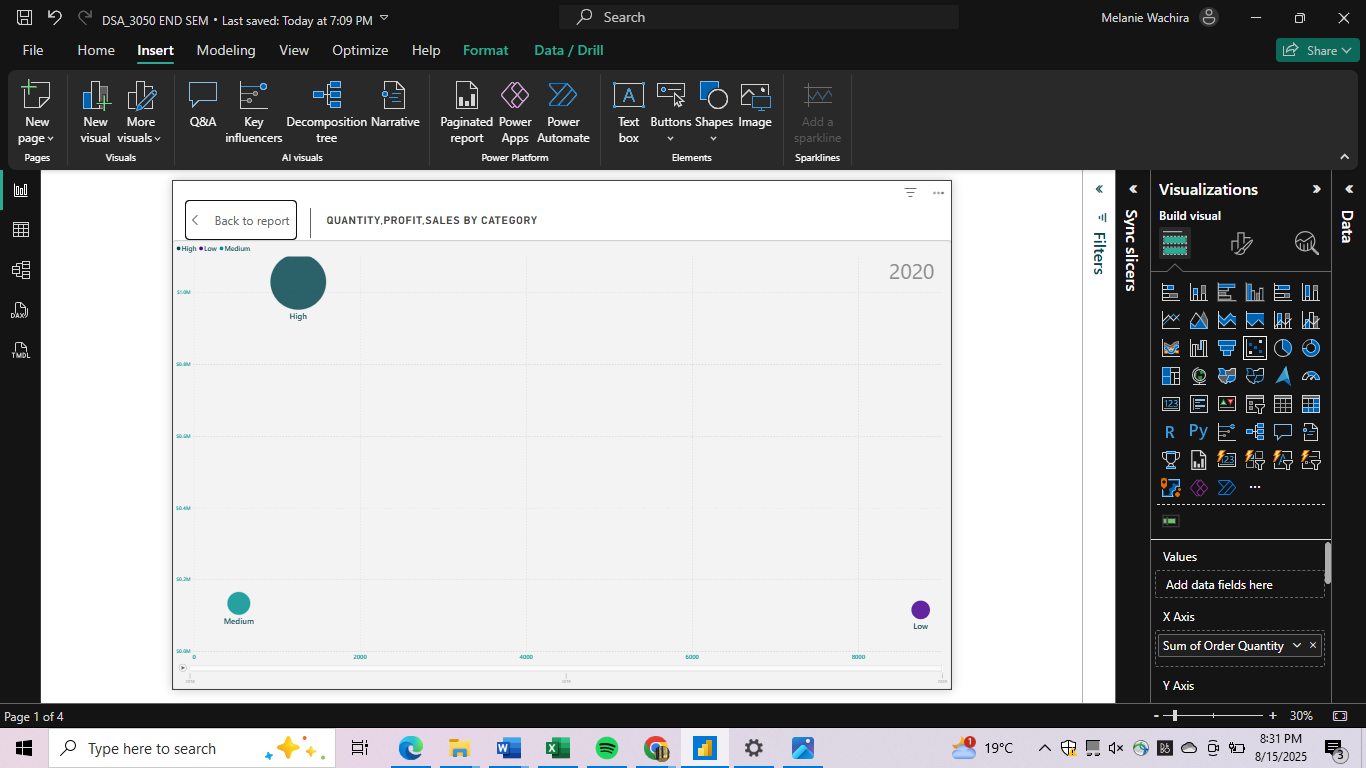 DSA_3050 END SEM • Last saved: Today at 7:09 PM
Search
Melanie Wachira
File Home Insert Modeling View Optimize Help Format Data / Drill
Share
New page
New visual
More visuals
Q&A
Key influencers
Decomposition tree
Narrative
Paginated report
Power Apps
Power Automate
Text box
Buttons
Shapes
Image
Add a sparkline
Pages
Visuals
AI visuals
Power Platform
Elements
Sparklines
DAX
TMDL
Back to report
QUANTITY,PROFIT,SALES BY CATEGORY
High Low Medium
2020
$1.0M
High
$0.8M
$0.6M
$0.4M
$0.2M
Medium
Low
$0.0M
0 2000 4000 6000 8000
Filters
Sync slicers
Visualizations
Build visual
123
R Py
123
Values
Add data fields here
X Axis
Sum of Order Quantity
Y Axis
Data
Page 1 of 4
- + 30%
Type here to search
1
19°C
8:31 PM
8/15/2025
3